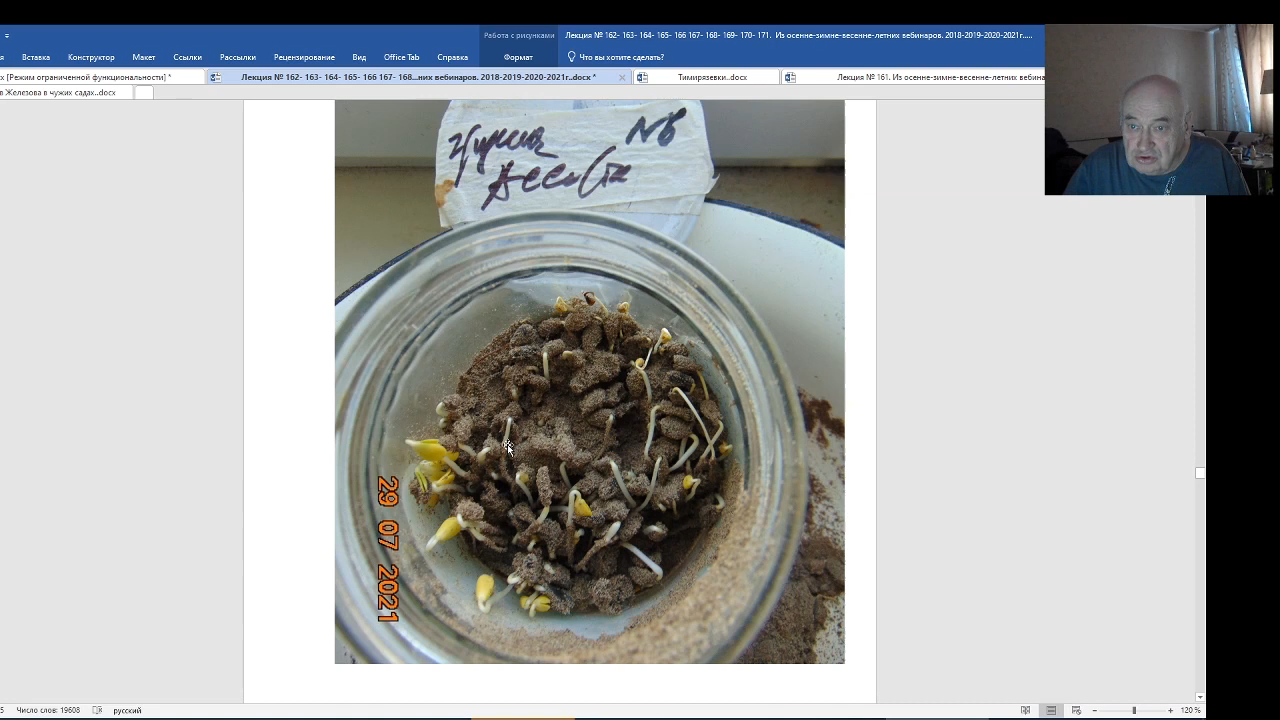 Работа с рисунками
Лекция № 162- 163- 164- 165- 166 167- 168- 169- 170- 171. Из осенне-зимне-весенне-летних вебинаров. 2018-2019-2020-2021г.....
Вставка Конструктор Макет Ссылки Рассылки Рецензирование Вид Office Tab Справка Формат Что вы хотите сделать?
х [Режим ограниченной функциональности] *
Лекция № 162- 163- 164- 165- 166 167- 168...них вебинаров. 2018-2019-2020-2021г..docx *
Тимирязевки..docx
Лекция № 161. Из осенне-зимне-весенне-летних вебина
в Железова в чужих садах..docx
№6
29 07 2021
5 Число слов: 19608 русский
120 %